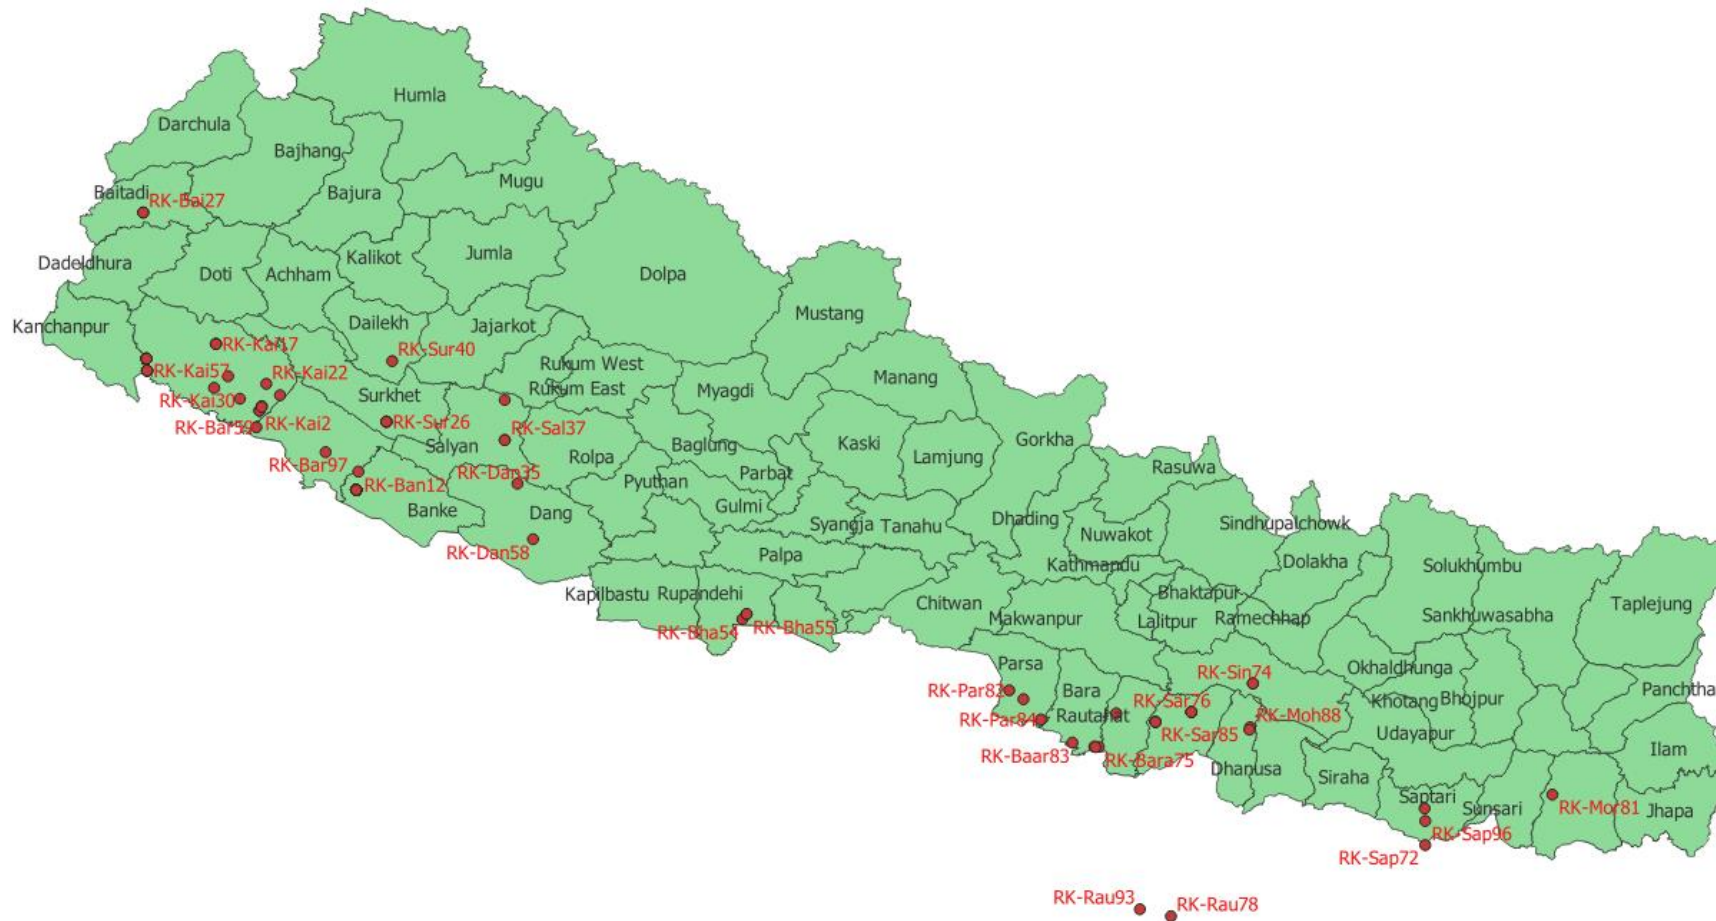 Humla
Darchula
Bajhang
Mugu
Baitadi
RK-Bai27
Bajura
Dadeldhura
Doti
Achham
Kalikot
Jumla
Dolpa
Mustang
Kanchanpur
Dailekh
Jajarkot
RK-Kai17
RK-Sur40
RK-Kai57
RK-Kai22
Rukum West
Rukum East
Myagdi
Manang
Surkhet
RK-Kai30
RK-Bar59
RK-Kai2
RK-Sur26
RK-Sal37
Salyan
Rolpa
Baglung
Kaski
Gorkha
Lamjung
RK-Bar97
RK-Dan35
Parbat
Rasuwa
RK-Ban12
Pyuthan
Banke
Dang
Gulmi
Syangja
Tanahu
Dhading
Nuwakot
Sindhupalchowk
RK-Dan58
Palpa
Kathmandu
Dolakha
Solukhumbu
Kapilbastu
Rupandehi
Chitwan
Bhaktapur
Taplejung
Makwanpur
Lalitpur
Ramechhap
Sankhuwasabha
RK-Bha54
RK-Bha55
Parsa
RK-Par82
Bara
RK-Sin74
Okhaldhunga
Khotang
Bhojpur
Panchtha
RK-Par84
Rautahat
RK-Sar76
RK-Sar85
RK-Moh88
Udayapur
Ilam
RK-Baar83
RK-Bara75
Dhanusa
Siraha
Saptari
Sunsari
RK-Mor81
Jhapa
RK-Sap96
RK-Sap72
RK-Rau93
RK-Rau78